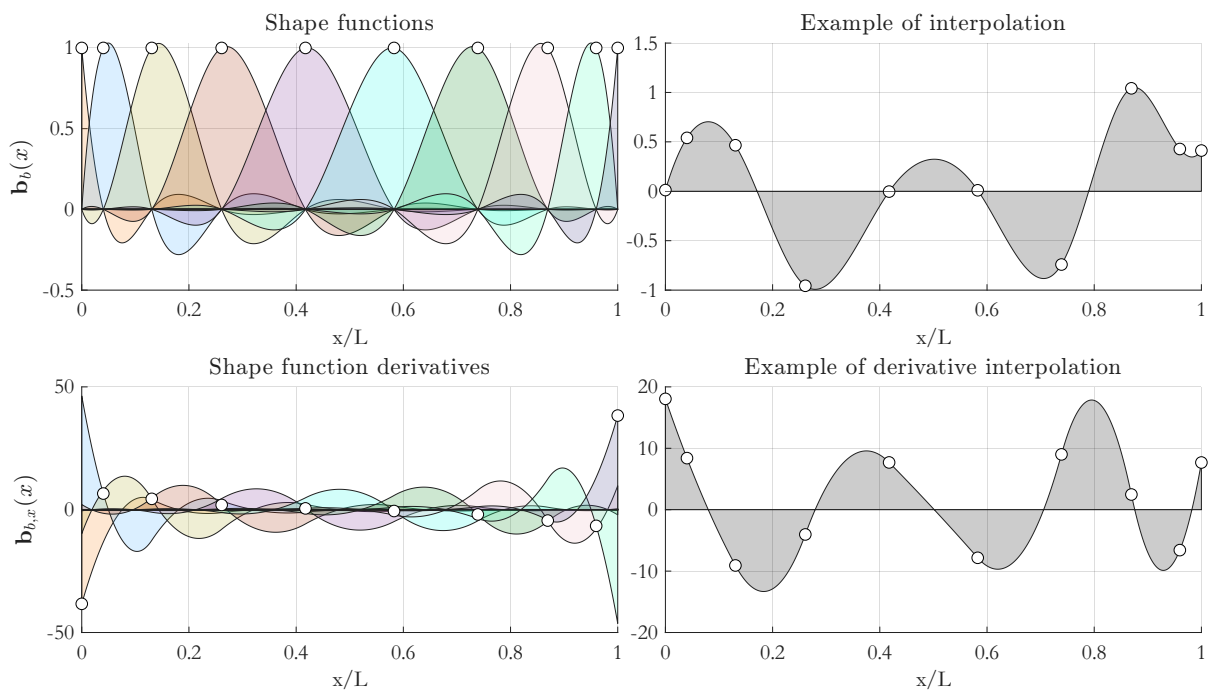 Shape functions
1
0.5
0
-0.5
0 0.2 0.4 0.6 0.8 1
x/L
b_b(x)
Example of interpolation
1.5
1
0.5
0
-0.5
-1
0 0.2 0.4 0.6 0.8 1
x/L
Shape function derivatives
50
0
-50
0 0.2 0.4 0.6 0.8 1
x/L
b_{b,x}(x)
Example of derivative interpolation
20
10
0
-10
-20
0 0.2 0.4 0.6 0.8 1
x/L